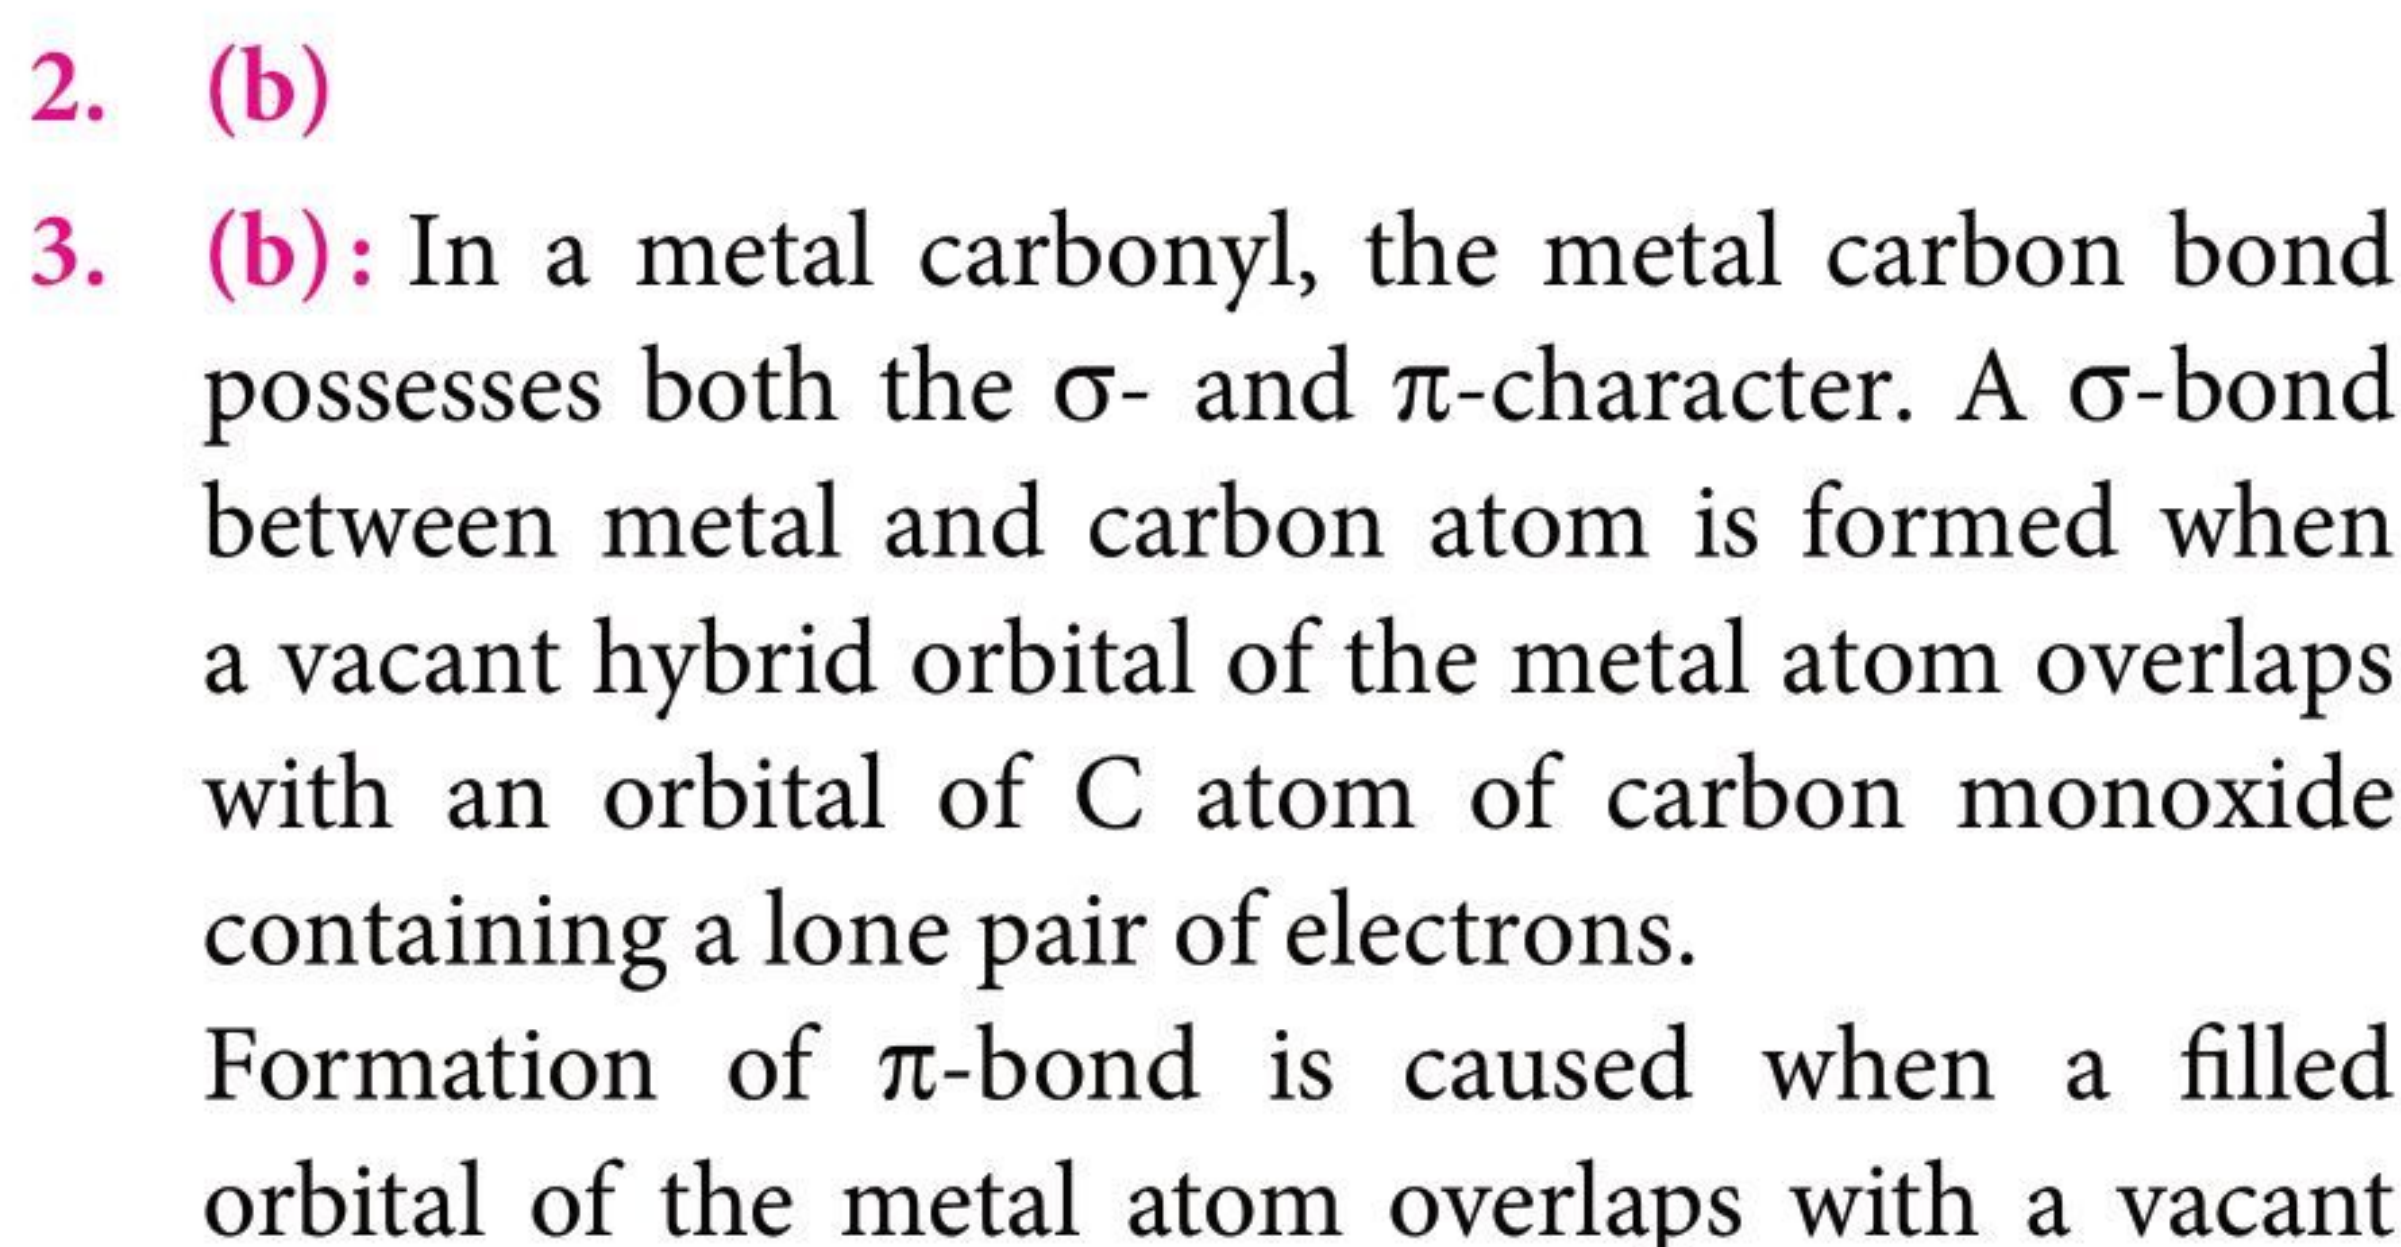 2. (b)
3. (b): In a metal carbonyl, the metal carbon bond
possesses both the σ- and π-character. A σ-bond
between metal and carbon atom is formed when
a vacant hybrid orbital of the metal atom overlaps
with an orbital of C atom of carbon monoxide
containing a lone pair of electrons.
Formation of π-bond is caused when a filled
orbital of the metal atom overlaps with a vacant